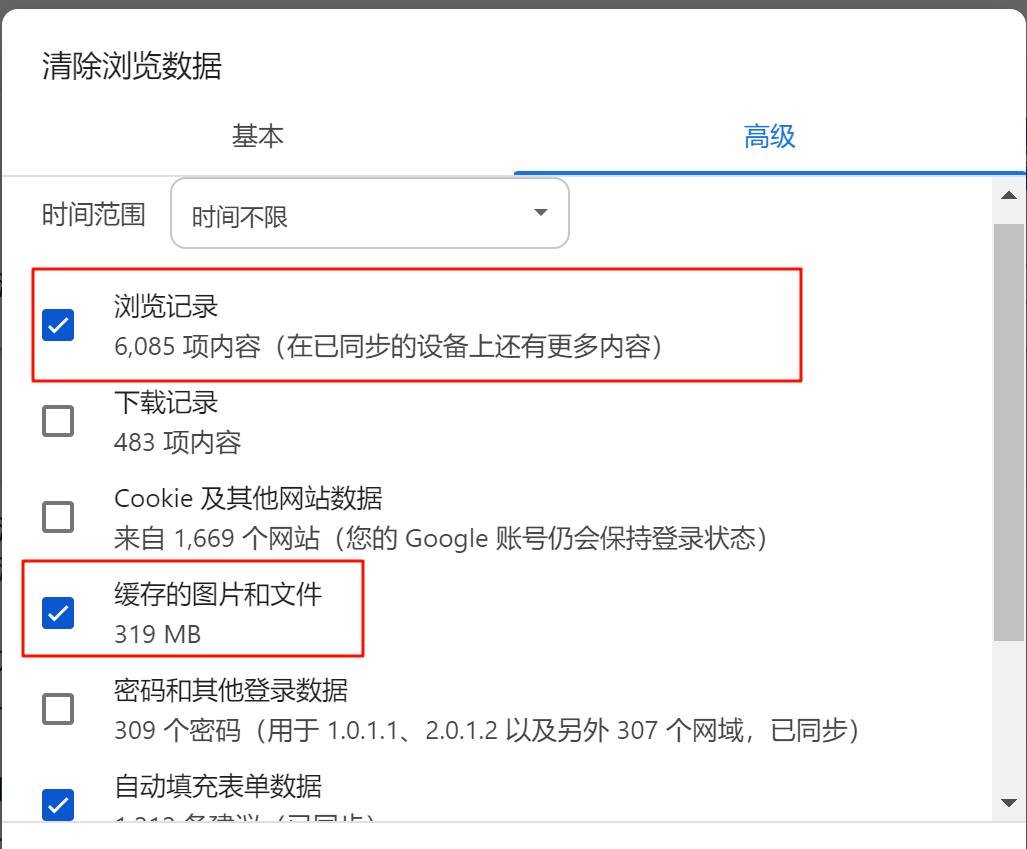 清除浏览数据
基本
高级
时间范围
时间不限
浏览记录
6,085 项内容（在已同步的设备上还有更多内容）
下载记录
483 项内容
Cookie 及其他网站数据
来自 1,669 个网站（您的 Google 账号仍会保持登录状态）
缓存的图片和文件
319 MB
密码和其他登录数据
309 个密码（用于 1.0.1.1、2.0.1.2 以及另外 307 个网域，已同步）
自动填充表单数据